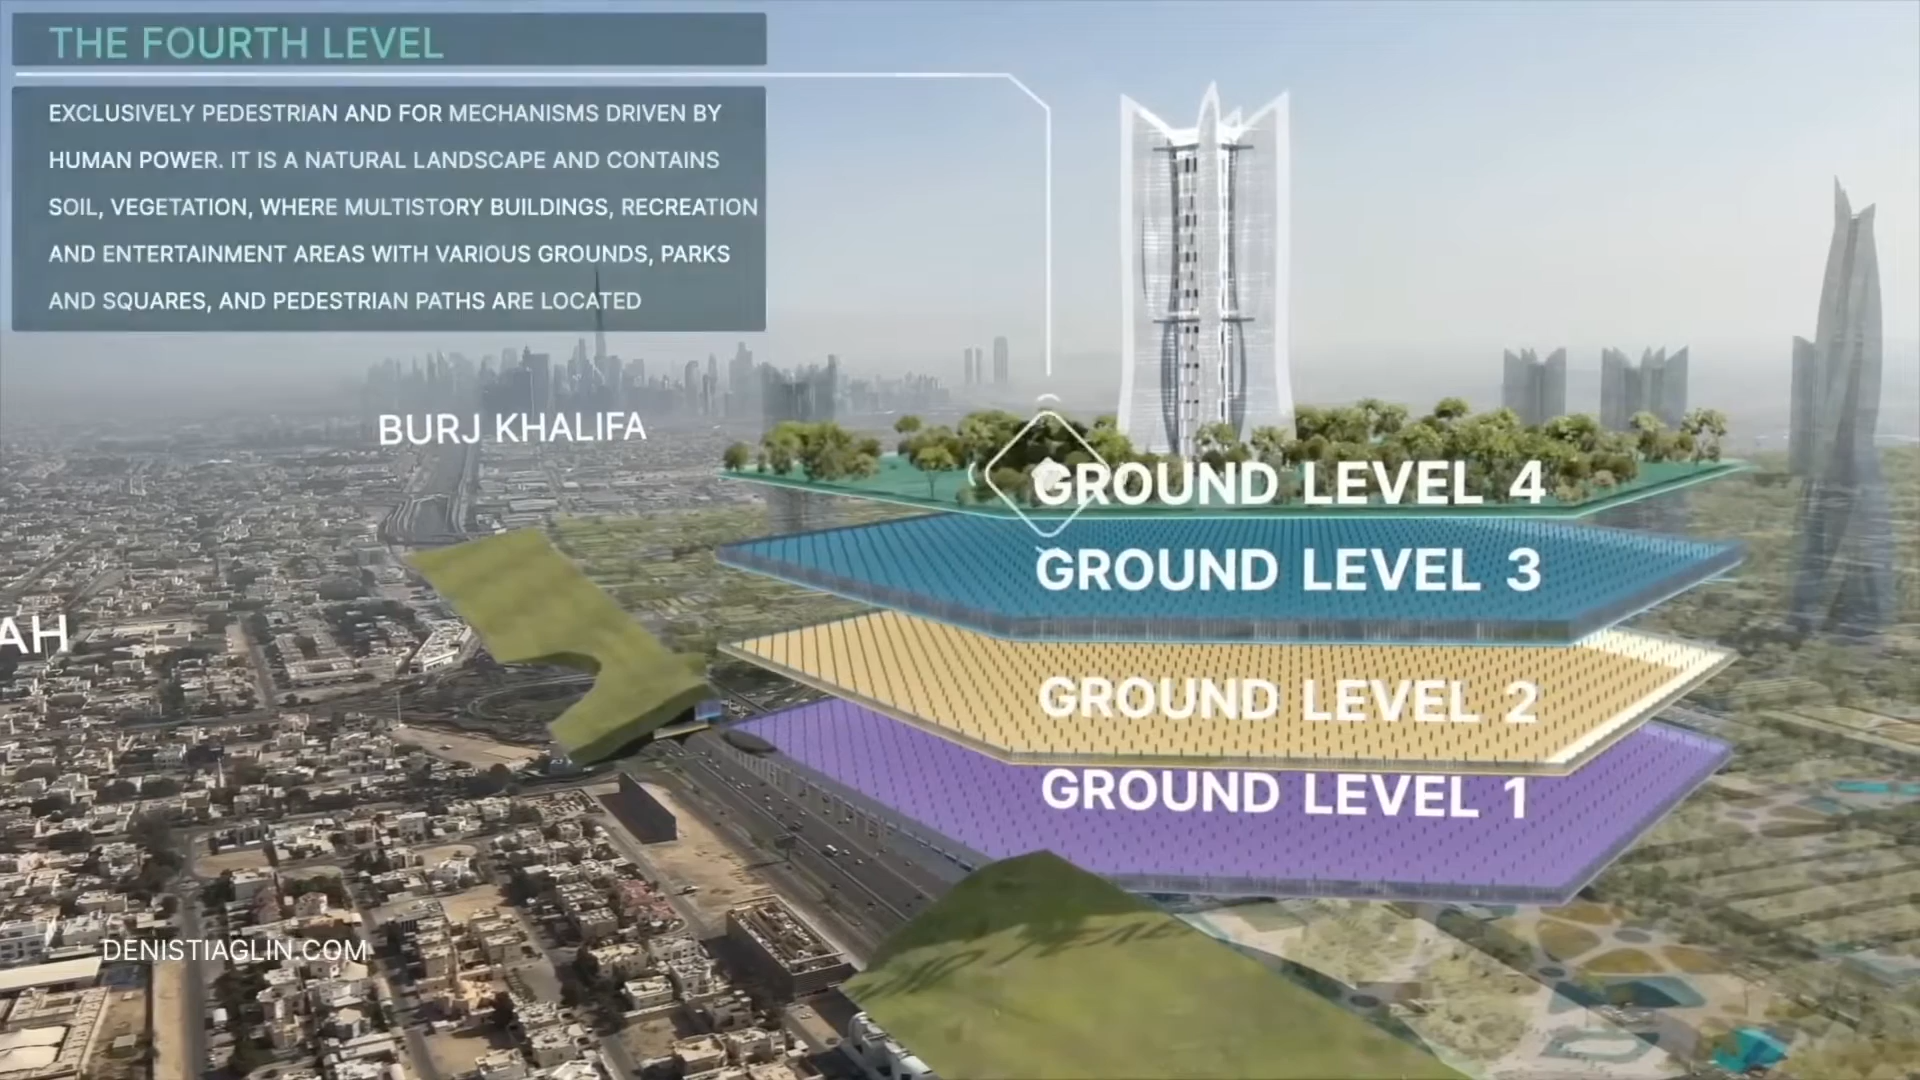 THE FOURTH LEVEL
EXCLUSIVELY PEDESTRIAN AND FOR MECHANISMS DRIVEN BY
HUMAN POWER. IT IS A NATURAL LANDSCAPE AND CONTAINS
SOIL, VEGETATION, WHERE MULTISTORY BUILDINGS, RECREATION
AND ENTERTAINMENT AREAS WITH VARIOUS GROUNDS, PARKS
AND SQUARES, AND PEDESTRIAN PATHS ARE LOCATED
BURJ KHALIFA
GROUND LEVEL 4
GROUND LEVEL 3
AH
GROUND LEVEL 2
GROUND LEVEL 1
DENISTIAGLIN.COM